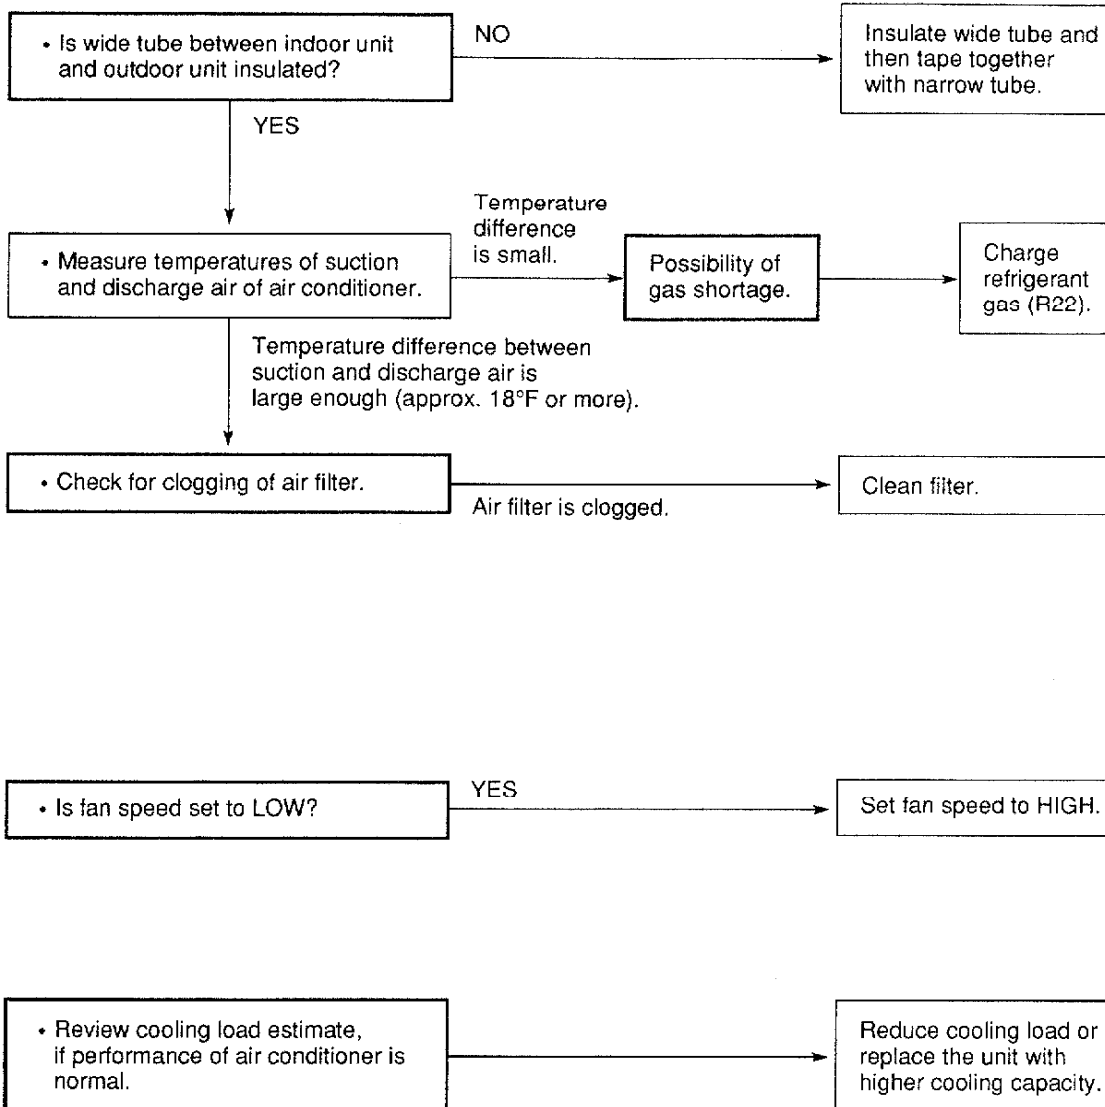 • Is wide tube between indoor unit
and outdoor unit insulated?
NO
Insulate wide tube and
then tape together
with narrow tube.
YES
Temperature
difference
is small.
• Measure temperatures of suction
and discharge air of air conditioner.
Possibility of
gas shortage.
Charge
refrigerant
gas (R22).
Temperature difference between
suction and discharge air is
large enough (approx. 18°F or more).
• Check for clogging of air filter.
Air filter is clogged.
Clean filter.
• Is fan speed set to LOW?
YES
Set fan speed to HIGH.
• Review cooling load estimate,
if performance of air conditioner is
normal.
Reduce cooling load or
replace the unit with
higher cooling capacity.